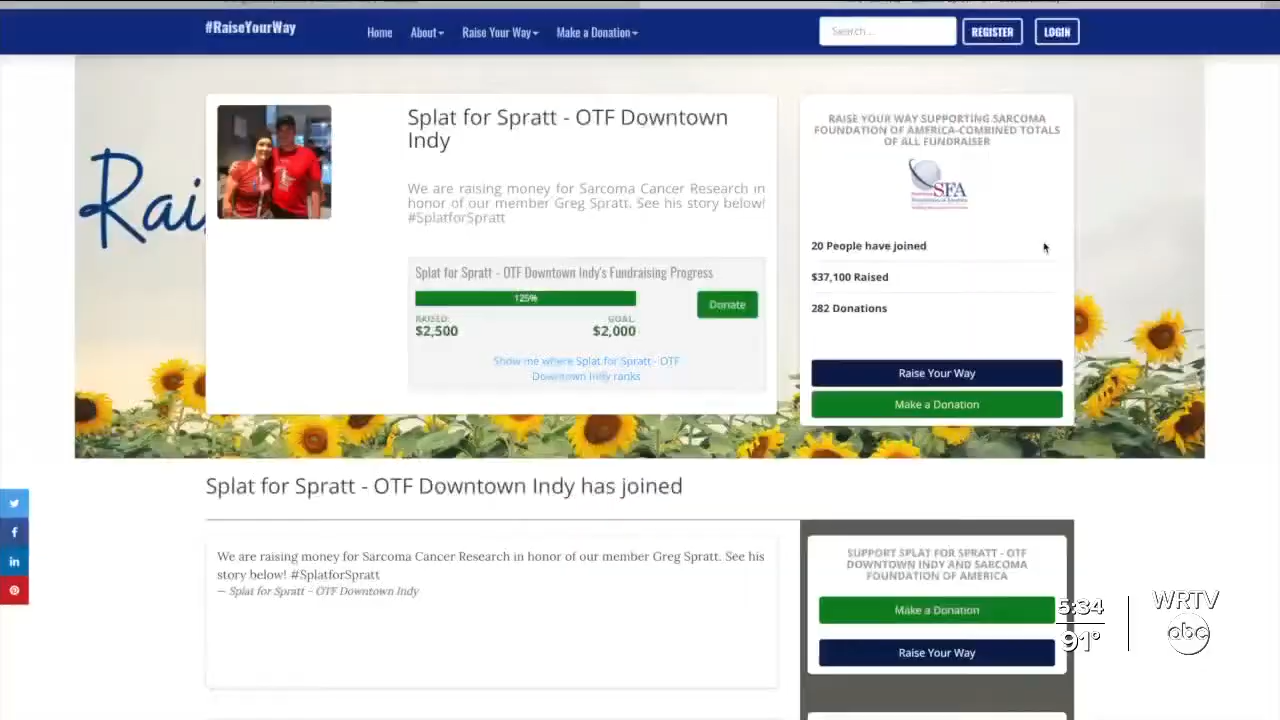 #RaiseYourWay
Home
About
Raise Your Way
Make a Donation
Search...
REGISTER
LOGIN
Rai
Splat for Spratt - OTF Downtown
Indy
We are raising money for Sarcoma Cancer Research in
honor of our member Greg Spratt. See his story below!
#SplatforSpratt
Splat for Spratt - OTF Downtown Indy's Fundraising Progress
125%
Donate
RAISED:
GOAL:
$2,500
$2,000
Show me where Splat for Spratt - OTF
Downtown Indy ranks
RAISE YOUR WAY SUPPORTING SARCOMA
FOUNDATION OF AMERICA-COMBINED TOTALS
OF ALL FUNDRAISER
SFA
20 People have joined
$37,100 Raised
282 Donations
Raise Your Way
Make a Donation
Splat for Spratt - OTF Downtown Indy has joined
We are raising money for Sarcoma Cancer Research in honor of our member Greg Spratt. See his
story below! #SplatforSpratt
— Splat for Spratt - OTF Downtown Indy
SUPPORT SPLAT FOR SPRATT - OTF
DOWNTOWN INDY AND SARCOMA
FOUNDATION OF AMERICA
Make a Donation
Raise Your Way
5:34
91°
WRTV
abc